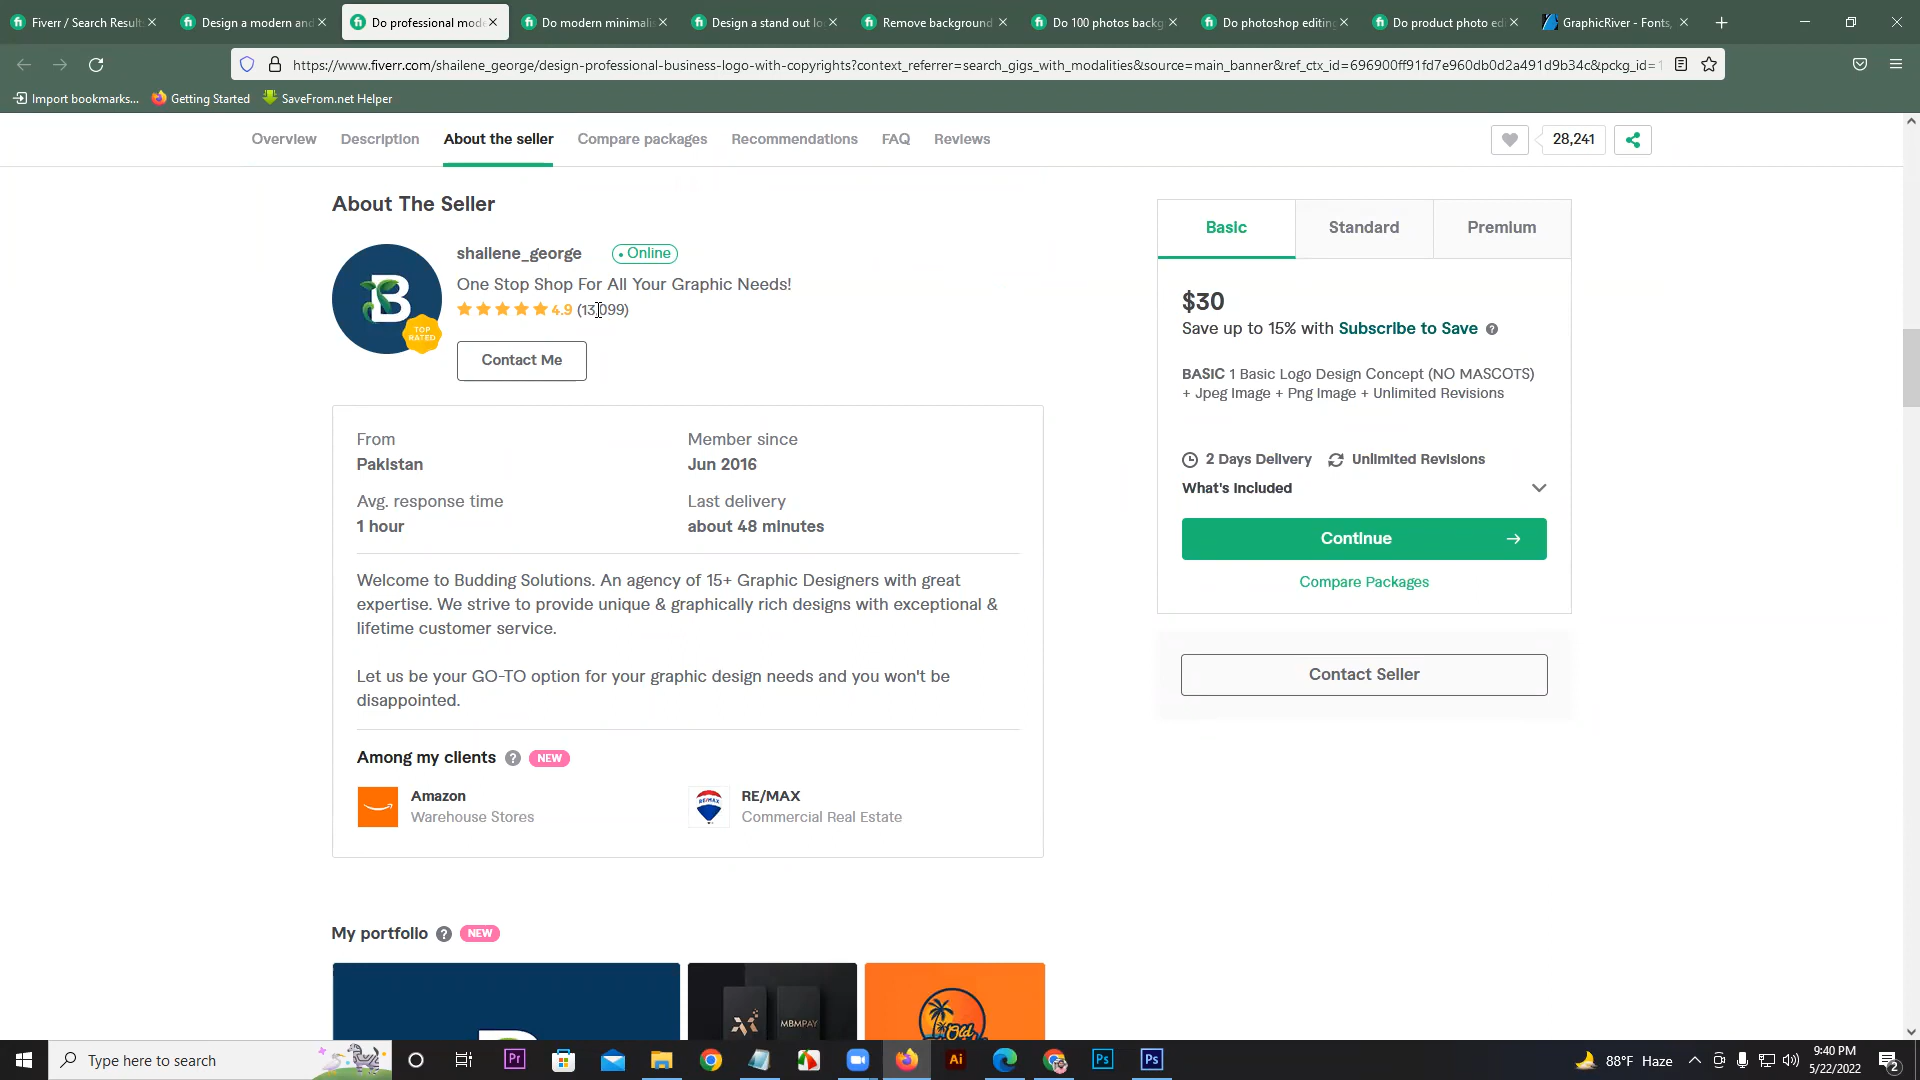 Fiverr / Search Results
Design a modern and
Do professional mode
Do modern minimalis
Design a stand out lo
Remove background
Do 100 photos backg
Do photoshop editing
Do product photo edi
GraphicRiver - Fonts,
https://www.fiverr.com/shailene_george/design-professional-business-logo-with-copyrights?context_referrer=search_gigs_with_modalities&source=main_banner&ref_ctx_id=696900ff91fd7e960db0d2a491d9b34c&pckg_id=1
Import bookmarks...
Getting Started
SaveFrom.net Helper
Overview
Description
About the seller
Compare packages
Recommendations
FAQ
Reviews
28,241
About The Seller
shailene_george
• Online
One Stop Shop For All Your Graphic Needs!
4.9 (13,099)
TOP RATED
Contact Me
From
Pakistan
Member since
Jun 2016
Avg. response time
1 hour
Last delivery
about 48 minutes
Welcome to Budding Solutions. An agency of 15+ Graphic Designers with great
expertise. We strive to provide unique & graphically rich designs with exceptional &
lifetime customer service.
Let us be your GO-TO option for your graphic design needs and you won't be
disappointed.
Among my clients
NEW
Amazon
Warehouse Stores
RE/MAX
Commercial Real Estate
My portfolio
NEW
MBMPAY
Old
Basic
Standard
Premium
$30
Save up to 15% with Subscribe to Save
BASIC 1 Basic Logo Design Concept (NO MASCOTS)
+ Jpeg Image + Png Image + Unlimited Revisions
2 Days Delivery
Unlimited Revisions
What's Included
Continue
Compare Packages
Contact Seller
Type here to search
88°F Haze
9:40 PM
5/22/2022
2